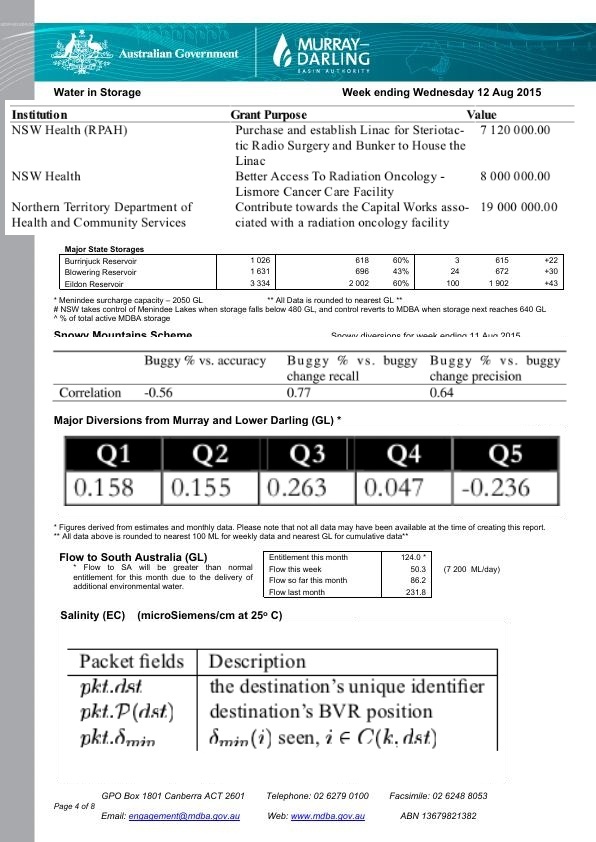 Australian Government
MURRAY–
DARLING
BASIN AUTHORITY
Water in Storage Week ending Wednesday 12 Aug 2015
Institution Grant Purpose Value
NSW Health (RPAH) Purchase and establish Linac for Steriotac- 7 120 000.00
tic Radio Surgery and Bunker to House the
Linac
NSW Health Better Access To Radiation Oncology - 8 000 000.00
Lismore Cancer Care Facility
Northern Territory Department of Contribute towards the Capital Works asso- 19 000 000.00
Health and Community Services ciated with a radiation oncology facility
Major State Storages
Burrinjuck Reservoir 1 026 618 60% 3 615 +22
Blowering Reservoir 1 631 696 43% 24 672 +30
Eildon Reservoir 3 334 2 002 60% 100 1 902 +43
* Menindee surcharge capacity – 2050 GL ** All Data is rounded to nearest GL **
# NSW takes control of Menindee Lakes when storage falls below 480 GL, and control reverts to MDBA when storage next reaches 640 GL
^ % of total active MDBA storage
Snowy Mountains Scheme Snowy diversions for week ending 11 Aug 2015
Buggy % vs. accuracy Buggy % vs. buggy Buggy % vs. buggy
change recall change precision
Correlation -0.56 0.77 0.64
Major Diversions from Murray and Lower Darling (GL) *
Q1 Q2 Q3 Q4 Q5
0.158 0.155 0.263 0.047 -0.236
* Figures derived from estimates and monthly data. Please note that not all data may have been available at the time of creating this report.
** All data above is rounded to nearest 100 ML for weekly data and nearest GL for cumulative data**
Flow to South Australia (GL)
* Flow to SA will be greater than normal
entitlement for this month due to the delivery of
additional environmental water.
Entitlement this month 124.0 *
Flow this week 50.3 (7 200 ML/day)
Flow so far this month 86.2
Flow last month 231.8
Salinity (EC) (microSiemens/cm at 25º C)
Packet fields Description
pkt.dst the destination's unique identifier
pkt.P(dst) destination's BVR position
pkt.δmin δmin(i) seen, i ∈ C(k, dst)
GPO Box 1801 Canberra ACT 2601 Telephone: 02 6279 0100 Facsimile: 02 6248 8053
Page 4 of 8
Email: engagement@mdba.gov.au Web: www.mdba.gov.au ABN 13679821382